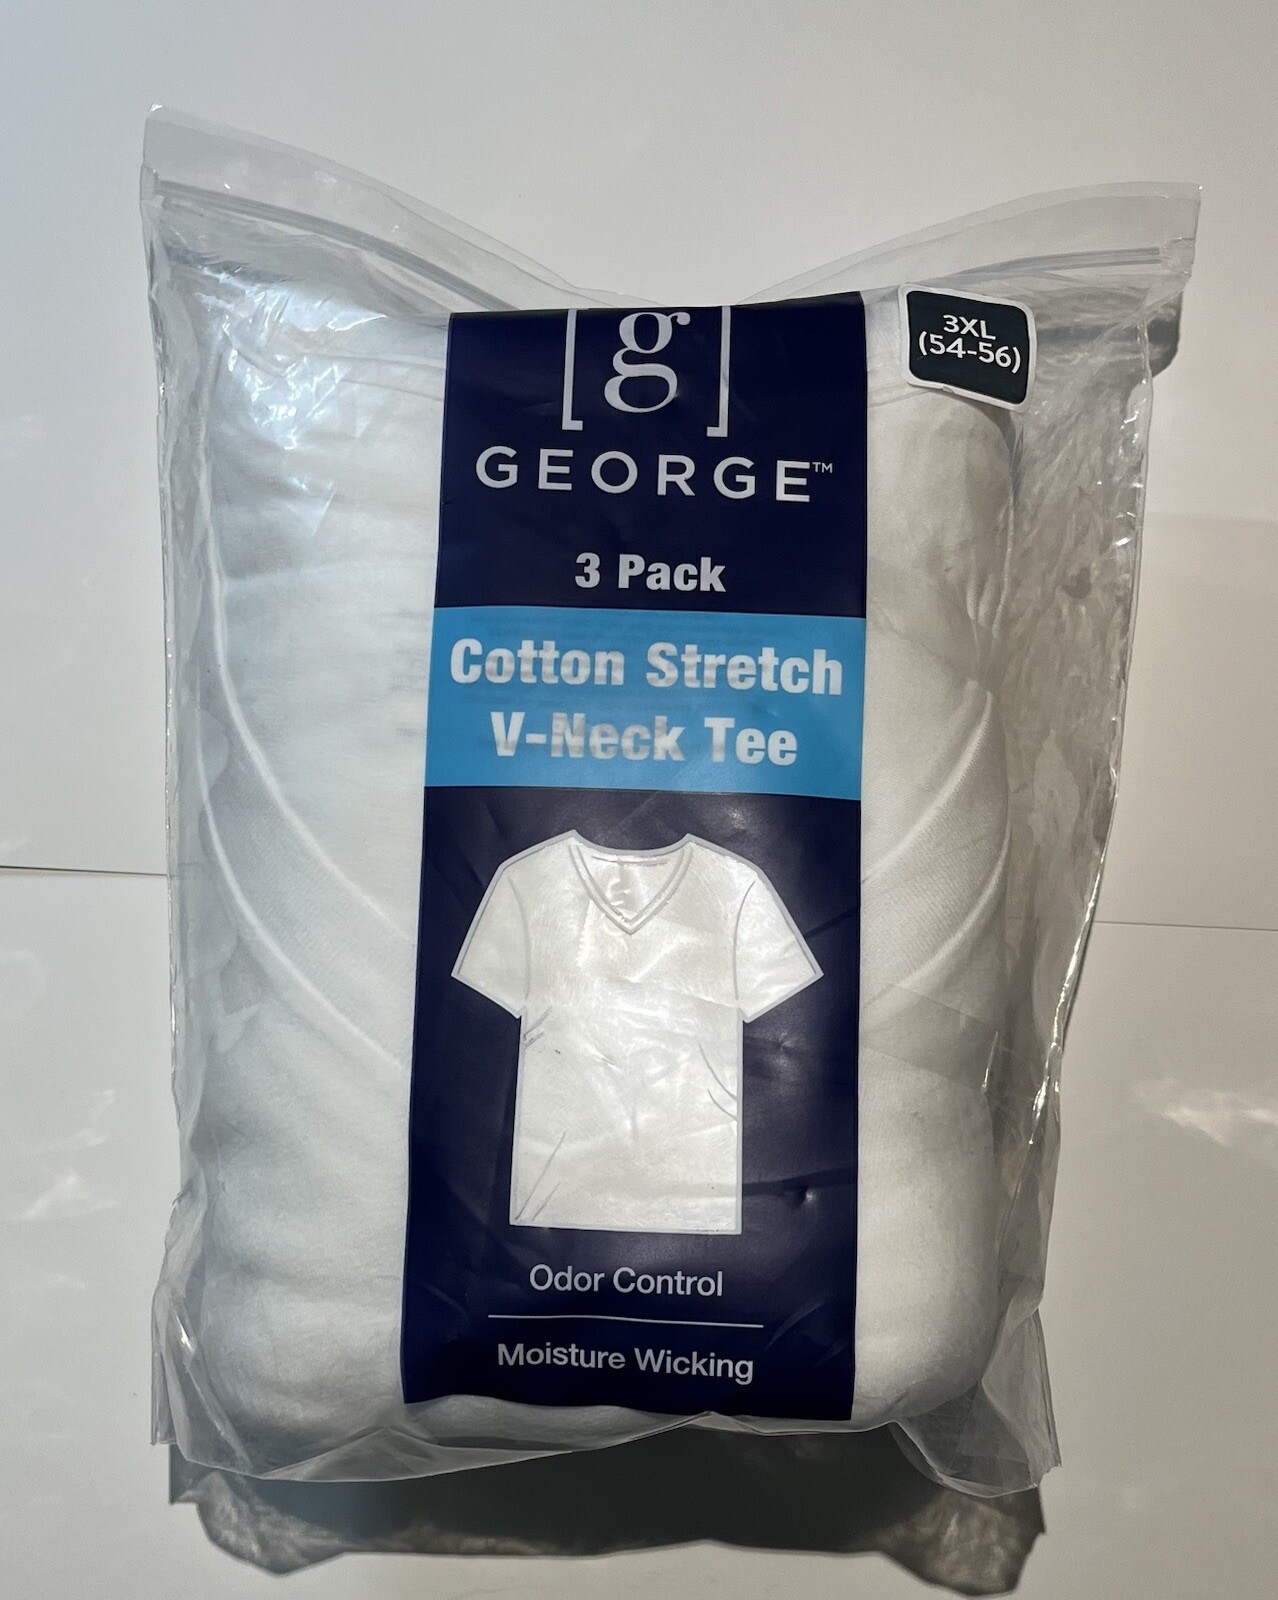 3XL
(54-56)
[g]
GEORGE™
3 Pack
Cotton Stretch
V-Neck Tee
Odor Control
Moisture Wicking